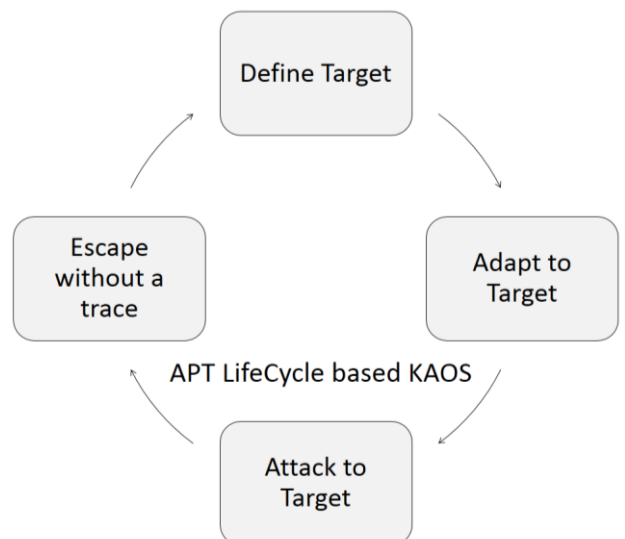 Define Target
Escape
without a
trace
Adapt to
Target
APT LifeCycle based KAOS
Attack to
Target